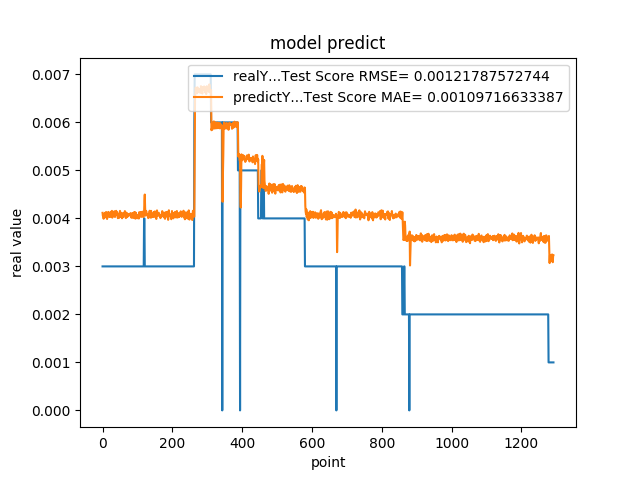 model predict
realY...Test Score RMSE= 0.00121787572744
predictY...Test Score MAE= 0.00109716633387
0.007
0.006
0.005
0.004
0.003
0.002
0.001
0.000
real value
0 200 400 600 800 1000 1200
point